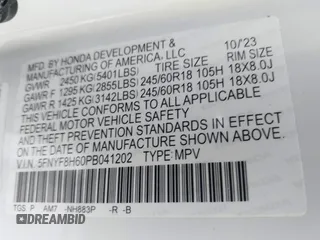 MFD. BY HONDA DEVELOPMENT & 10/'23
MANUFACTURING OF AMERICA, LLC
GVWR 2450 KG(5401LBS) TIRE SIZE RIM SIZE
GAWR F 1295 KG(2855LBS) 245/60R18 105H 18X8.0J
GAWR R 1425 KG(3142LBS) 245/60R18 105H 18X8.0J
THIS VEHICLE CONFORMS TO ALL APPLICABLE
FEDERAL MOTOR VEHICLE SAFETY
AND BUMPER STANDARDS IN EFFECT
ON THE DATE OF MANUFACTURE SHOWN
ABOVE.
V.I.N. 5FNYF8H60PB041202 TYPE: MPV
TGS P AM7 -NH883P -R -B
DREAMBID